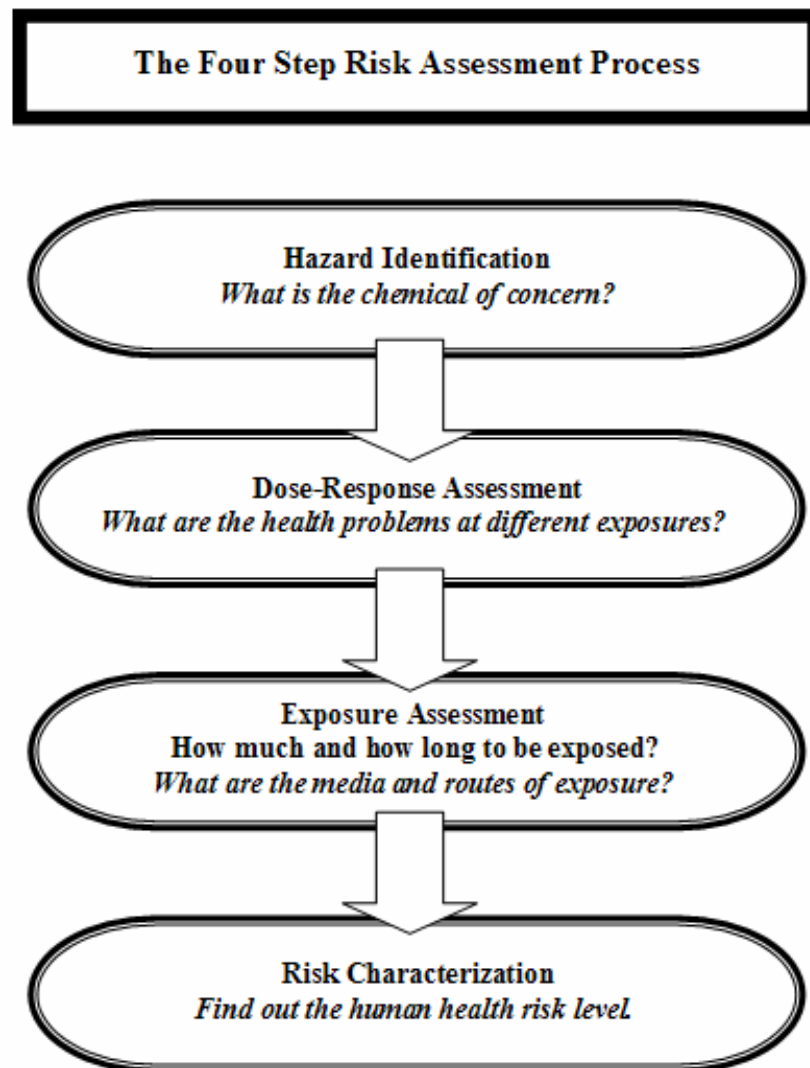 The Four Step Risk Assessment Process
Hazard Identification
What is the chemical of concern?
Dose-Response Assessment
What are the health problems at different exposures?
Exposure Assessment
How much and how long to be exposed?
What are the media and routes of exposure?
Risk Characterization
Find out the human health risk level.